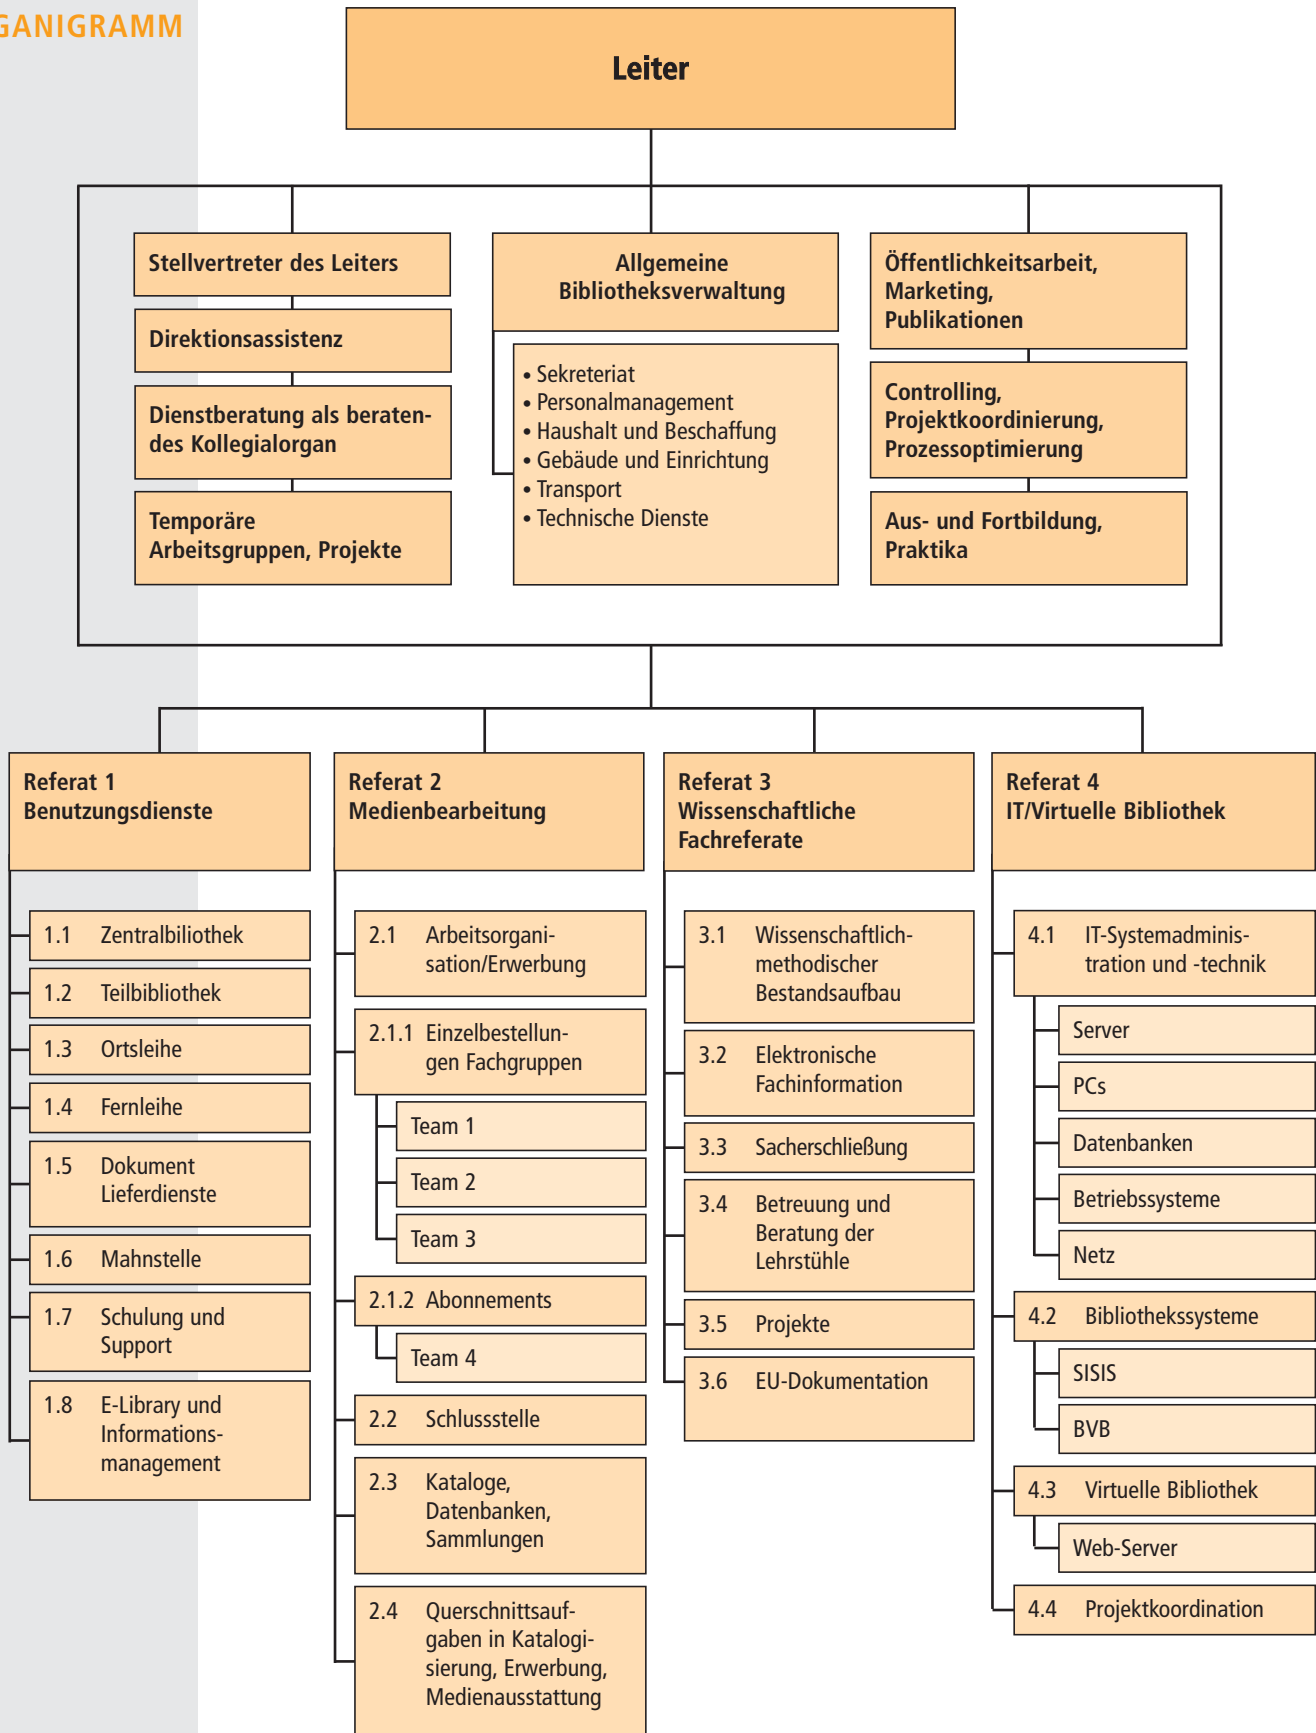 GANIGRAMM
Leiter
Stellvertreter des Leiters
Direktionsassistenz
Dienstberatung als beraten-
des Kollegialorgan
Temporäre
Arbeitsgruppen, Projekte
Allgemeine
Bibliotheksverwaltung
• Sekreteriat
• Personalmanagement
• Haushalt und Beschaffung
• Gebäude und Einrichtung
• Transport
• Technische Dienste
Öffentlichkeitsarbeit,
Marketing,
Publikationen
Controlling,
Projektkoordinierung,
Prozessoptimierung
Aus- und Fortbildung,
Praktika
Referat 1
Benutzungsdienste
1.1 Zentralbiliothek
1.2 Teilbibliothek
1.3 Ortsleihe
1.4 Fernleihe
1.5 Dokument
Lieferdienste
1.6 Mahnstelle
1.7 Schulung und
Support
1.8 E-Library und
Informations-
management
Referat 2
Medienbearbeitung
2.1 Arbeitsorgani-
sation/Erwerbung
2.1.1 Einzelbestellun-
gen Fachgruppen
Team 1
Team 2
Team 3
2.1.2 Abonnements
Team 4
2.2 Schlussstelle
2.3 Kataloge,
Datenbanken,
Sammlungen
2.4 Querschnittsauf-
gaben in Katalogi-
sierung, Erwerbung,
Medienausstattung
Referat 3
Wissenschaftliche
Fachreferate
3.1 Wissenschaftlich-
methodischer
Bestandsaufbau
3.2 Elektronische
Fachinformation
3.3 Sacherschließung
3.4 Betreuung und
Beratung der
Lehrstühle
3.5 Projekte
3.6 EU-Dokumentation
Referat 4
IT/Virtuelle Bibliothek
4.1 IT-Systemadminis-
tration und -technik
Server
PCs
Datenbanken
Betriebssysteme
Netz
4.2 Bibliothekssysteme
SISIS
BVB
4.3 Virtuelle Bibliothek
Web-Server
4.4 Projektkoordination